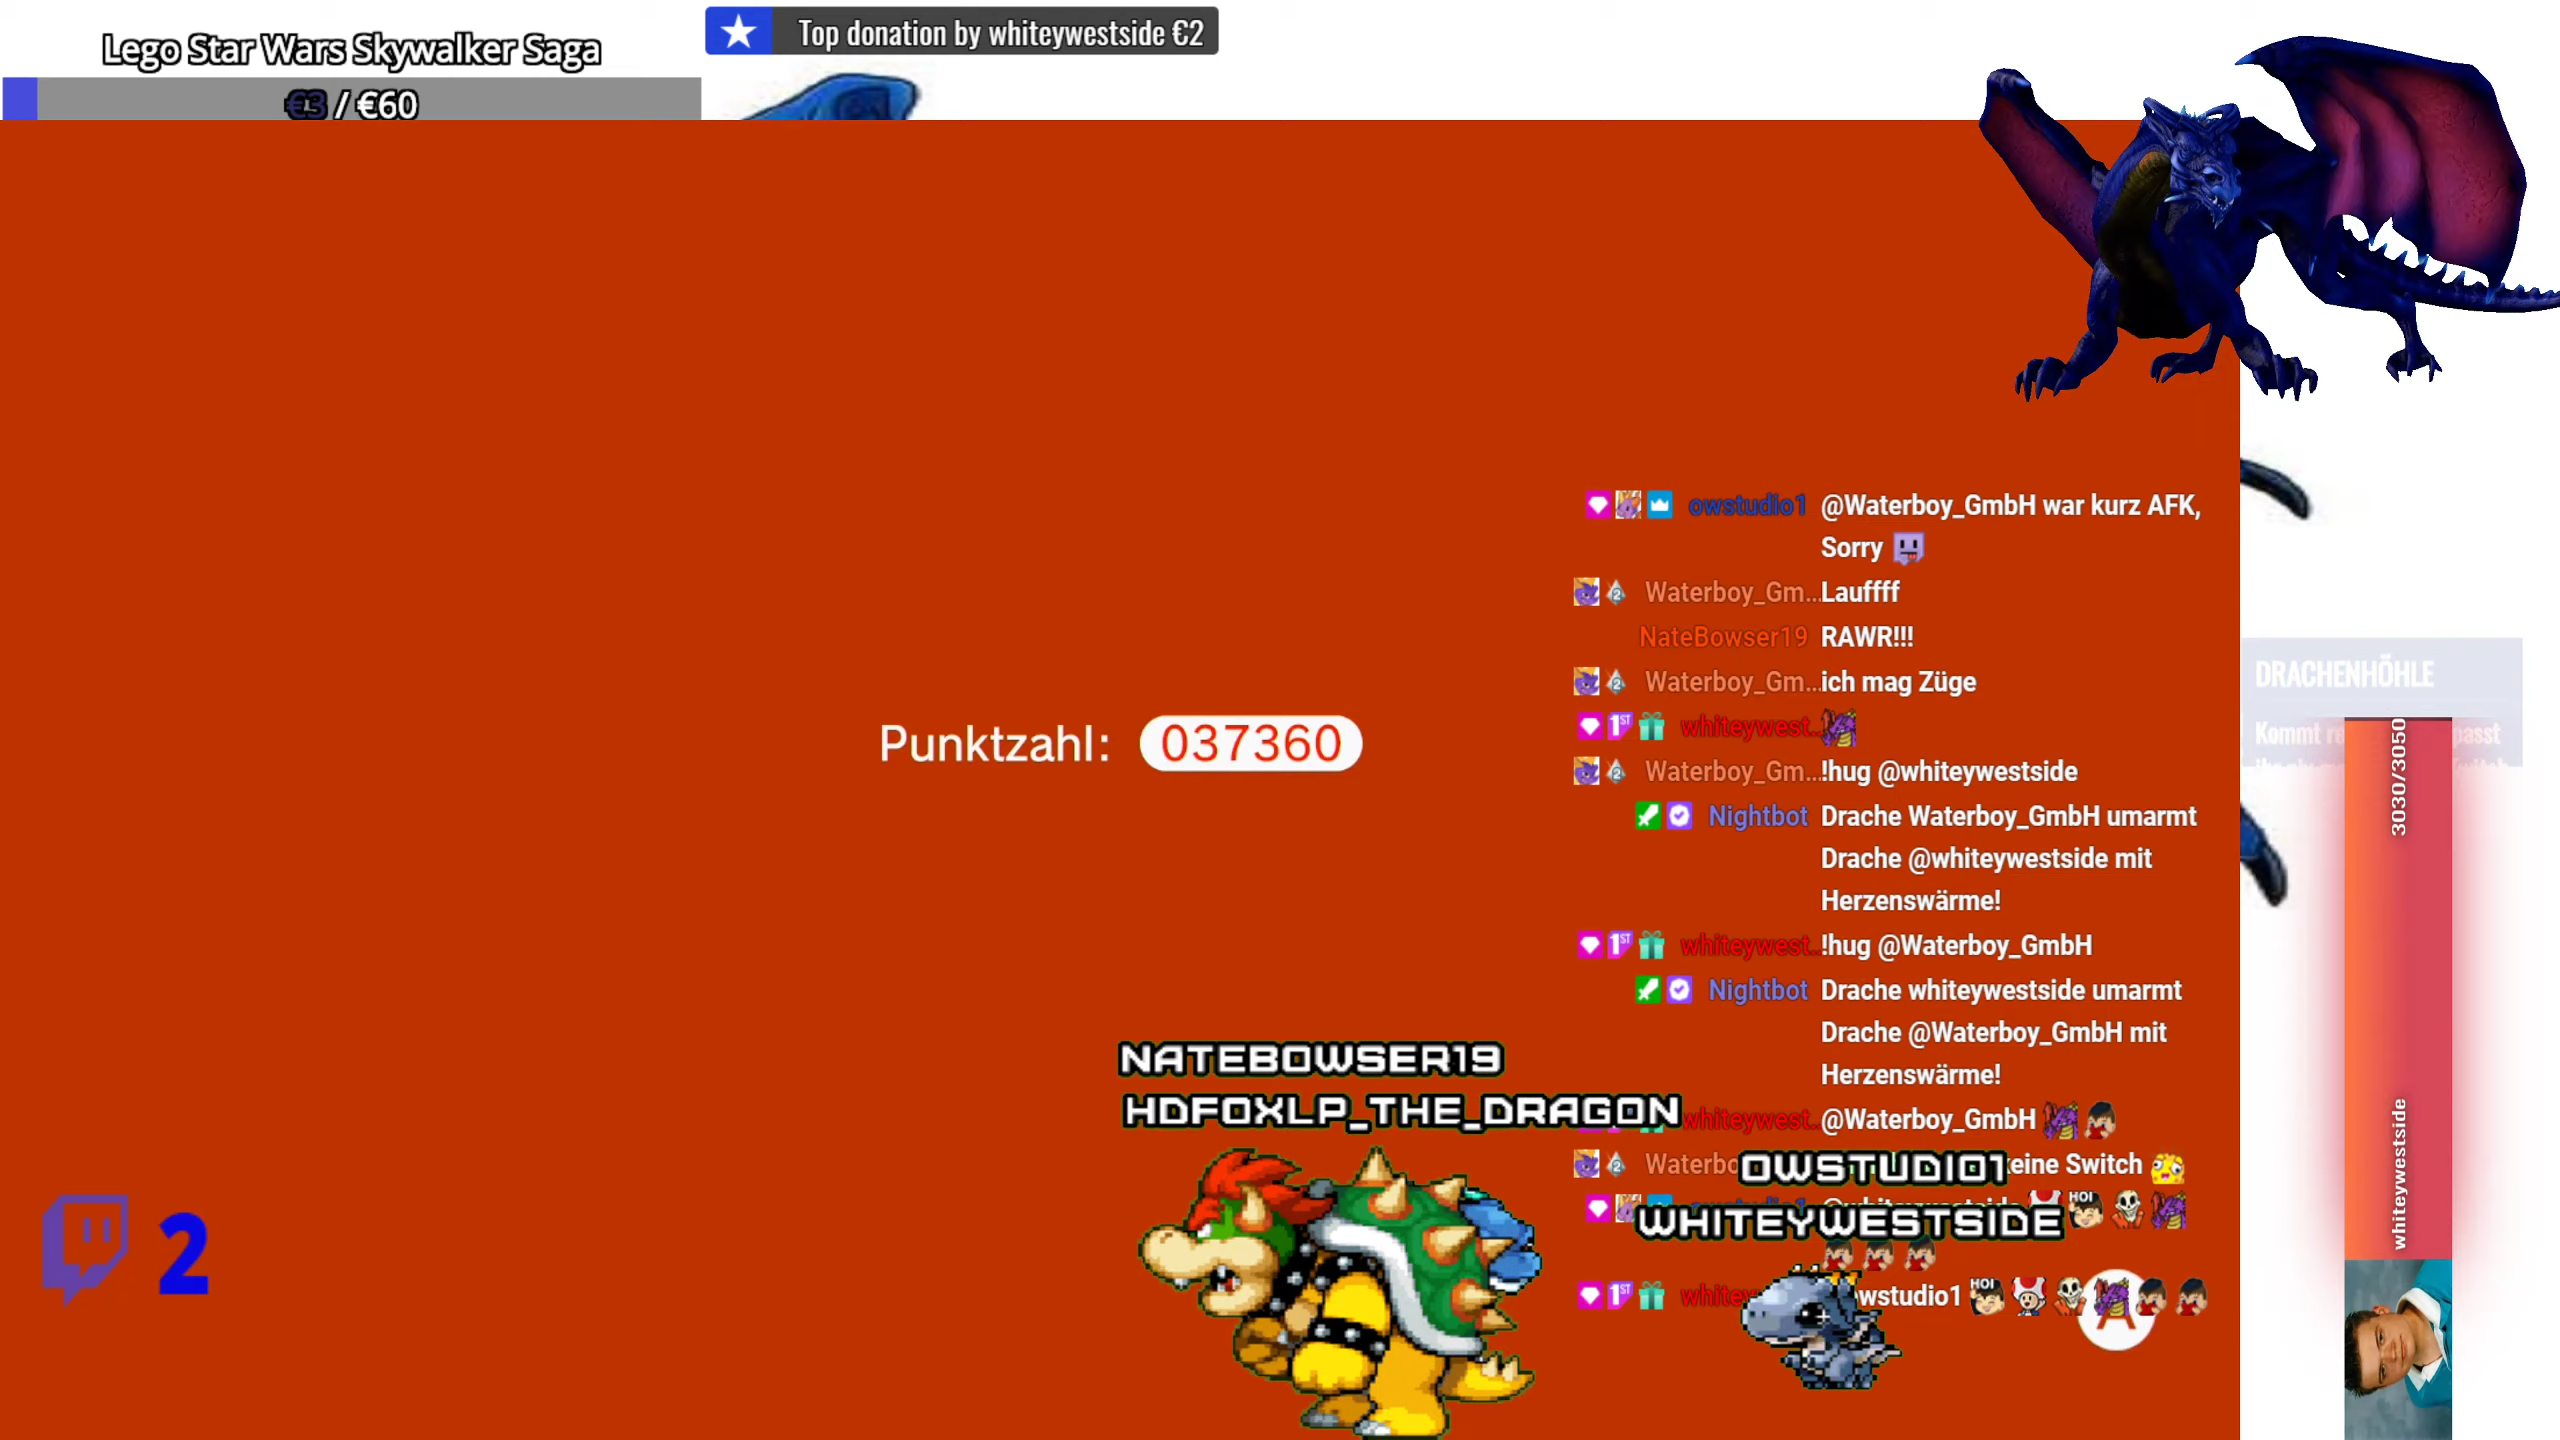 Lego Star Wars Skywalker Saga
/ €60
Top donation by whiteywestside €2
owstudio1 @Waterboy_GmbH war kurz AFK,
Sorry
Waterboy_Gm... Lauffff
NateBowser19 RAWR!!!
Waterboy_Gm... ich mag Züge
whiteywest..
Waterboy_Gm... !hug @whiteywestside
Nightbot Drache Waterboy_GmbH umarmt
Drache @whiteywestside mit
Herzenswärme!
whiteywest.. !hug @Waterboy_GmbH
Nightbot Drache whiteywestside umarmt
Drache @Waterboy_GmbH mit
Herzenswärme!
whiteywest.. @Waterboy_GmbH
eine Switch
wstudio1
Punktzahl: 037360
NATEBOWSER19
HDFOXLP_THE_DRAGON
OWSTUDIO1
WHITEYWESTSIDE
2
A
DRACHENHÖHLE
Kommt
passt
3030/3050
whiteywestside